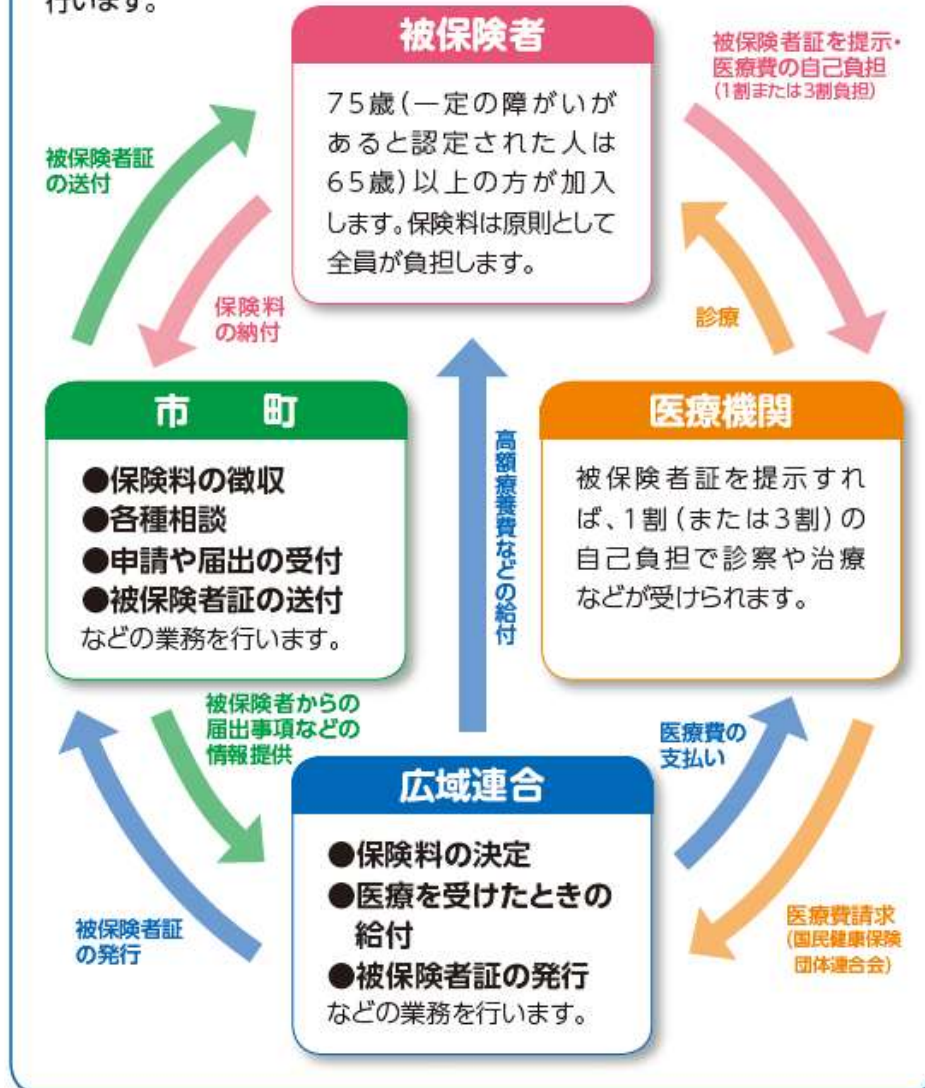 行います。
被保険者
75歳(一定の障がいが
あると認定された人は
65歳)以上の方が加入
します。保険料は原則として
全員が負担します。
被保険者証を提示・
医療費の自己負担
(1割または3割負担)
被保険者証
の送付
保険料
の納付
診療
市 町
●保険料の徴収
●各種相談
●申請や届出の受付
●被保険者証の送付
などの業務を行います。
高額療養費などの給付
医療機関
被保険者証を提示すれ
ば、1割(または3割)の
自己負担で診察や治療
などが受けられます。
被保険者からの
届出事項などの
情報提供
医療費の
支払い
広域連合
●保険料の決定
●医療を受けたときの
給付
●被保険者証の発行
などの業務を行います。
被保険者証
の発行
医療費請求
(国民健康保険
団体連合会)